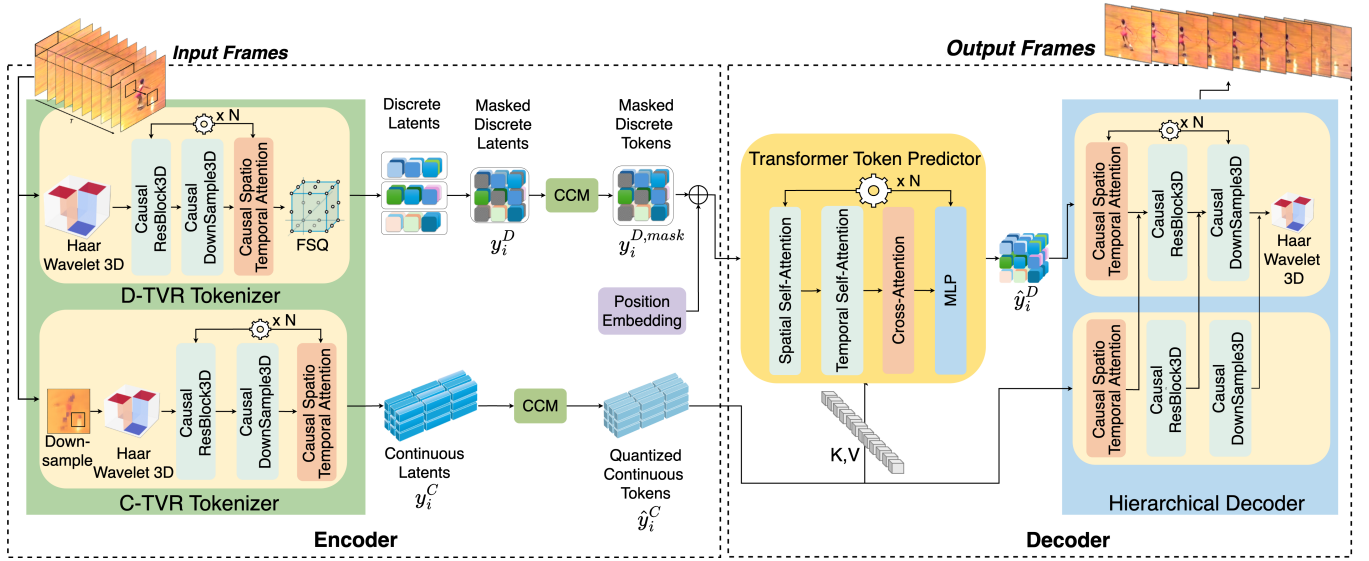 Input Frames
Output Frames
T
x N
Causal
ResBlock3D
Causal
DownSample3D
Causal Spatio
Temporal Attention
Haar
Wavelet 3D
FSQ
D-TVR Tokenizer
Discrete
Latents
Masked
Discrete
Latents
y_i^D
CCM
Masked
Discrete
Tokens
y_i^{D,mask}
Position
Embedding
x N
Down-
sample
Haar
Wavelet 3D
Causal
ResBlock3D
Causal
DownSample3D
Causal Spatio
Temporal Attention
C-TVR Tokenizer
Continuous
Latents
y_i^C
CCM
Quantized
Continuous
Tokens
ŷ_i^C
Encoder
Transformer Token Predictor
x N
Spatial Self-Attention
Temporal Self-Attention
Cross-Attention
MLP
K,V
ŷ_i^D
x N
Causal Spatio
Temporal Attention
Causal
ResBlock3D
Causal
DownSample3D
Haar
Wavelet
3D
Causal Spatio
Temporal Attention
Causal
ResBlock3D
Causal
DownSample3D
Hierarchical Decoder
Decoder